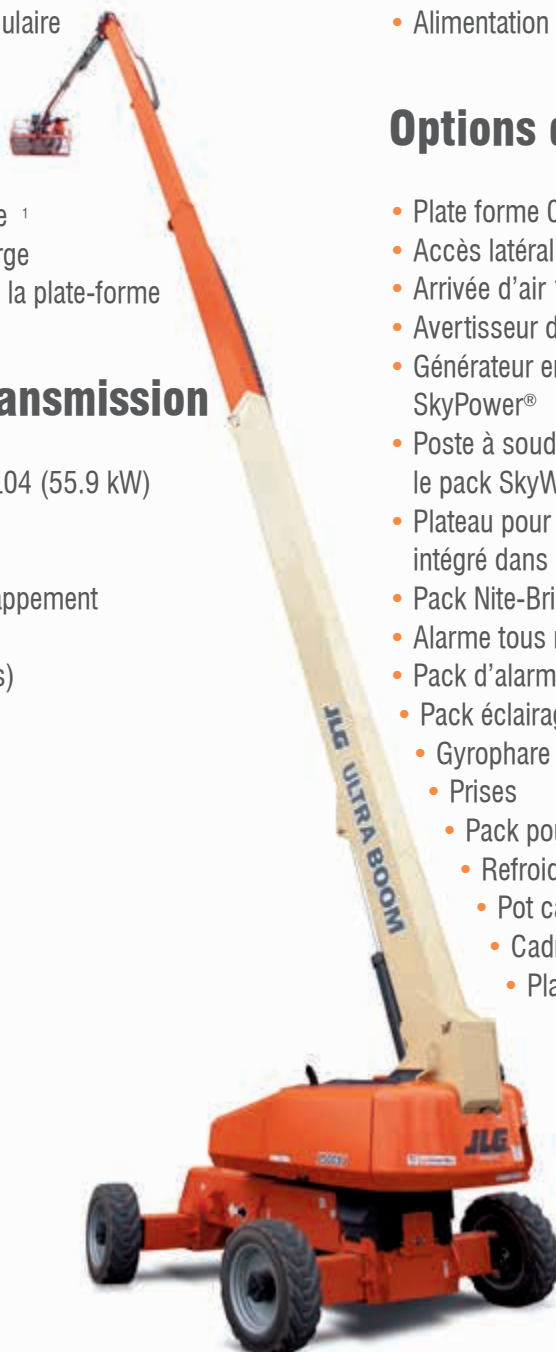 ulaire
e ¹
rge
la plate-forme
ansmission
L04 (55.9 kW)
appement
s)
• Alimentation
Options
• Plate forme
• Accès latéral
• Arrivée d’air
• Avertisseur d
• Générateur en
SkyPower®
• Poste à soud
le pack SkyW
• Plateau pour
intégré dans
• Pack Nite-Bri
• Alarme tous
• Pack d’alarm
• Pack éclairag
• Gyrophare
• Prises
• Pack pou
• Refroid
• Pot ca
• Cad
• Pla
JLG ULTRA BOOM
JLG